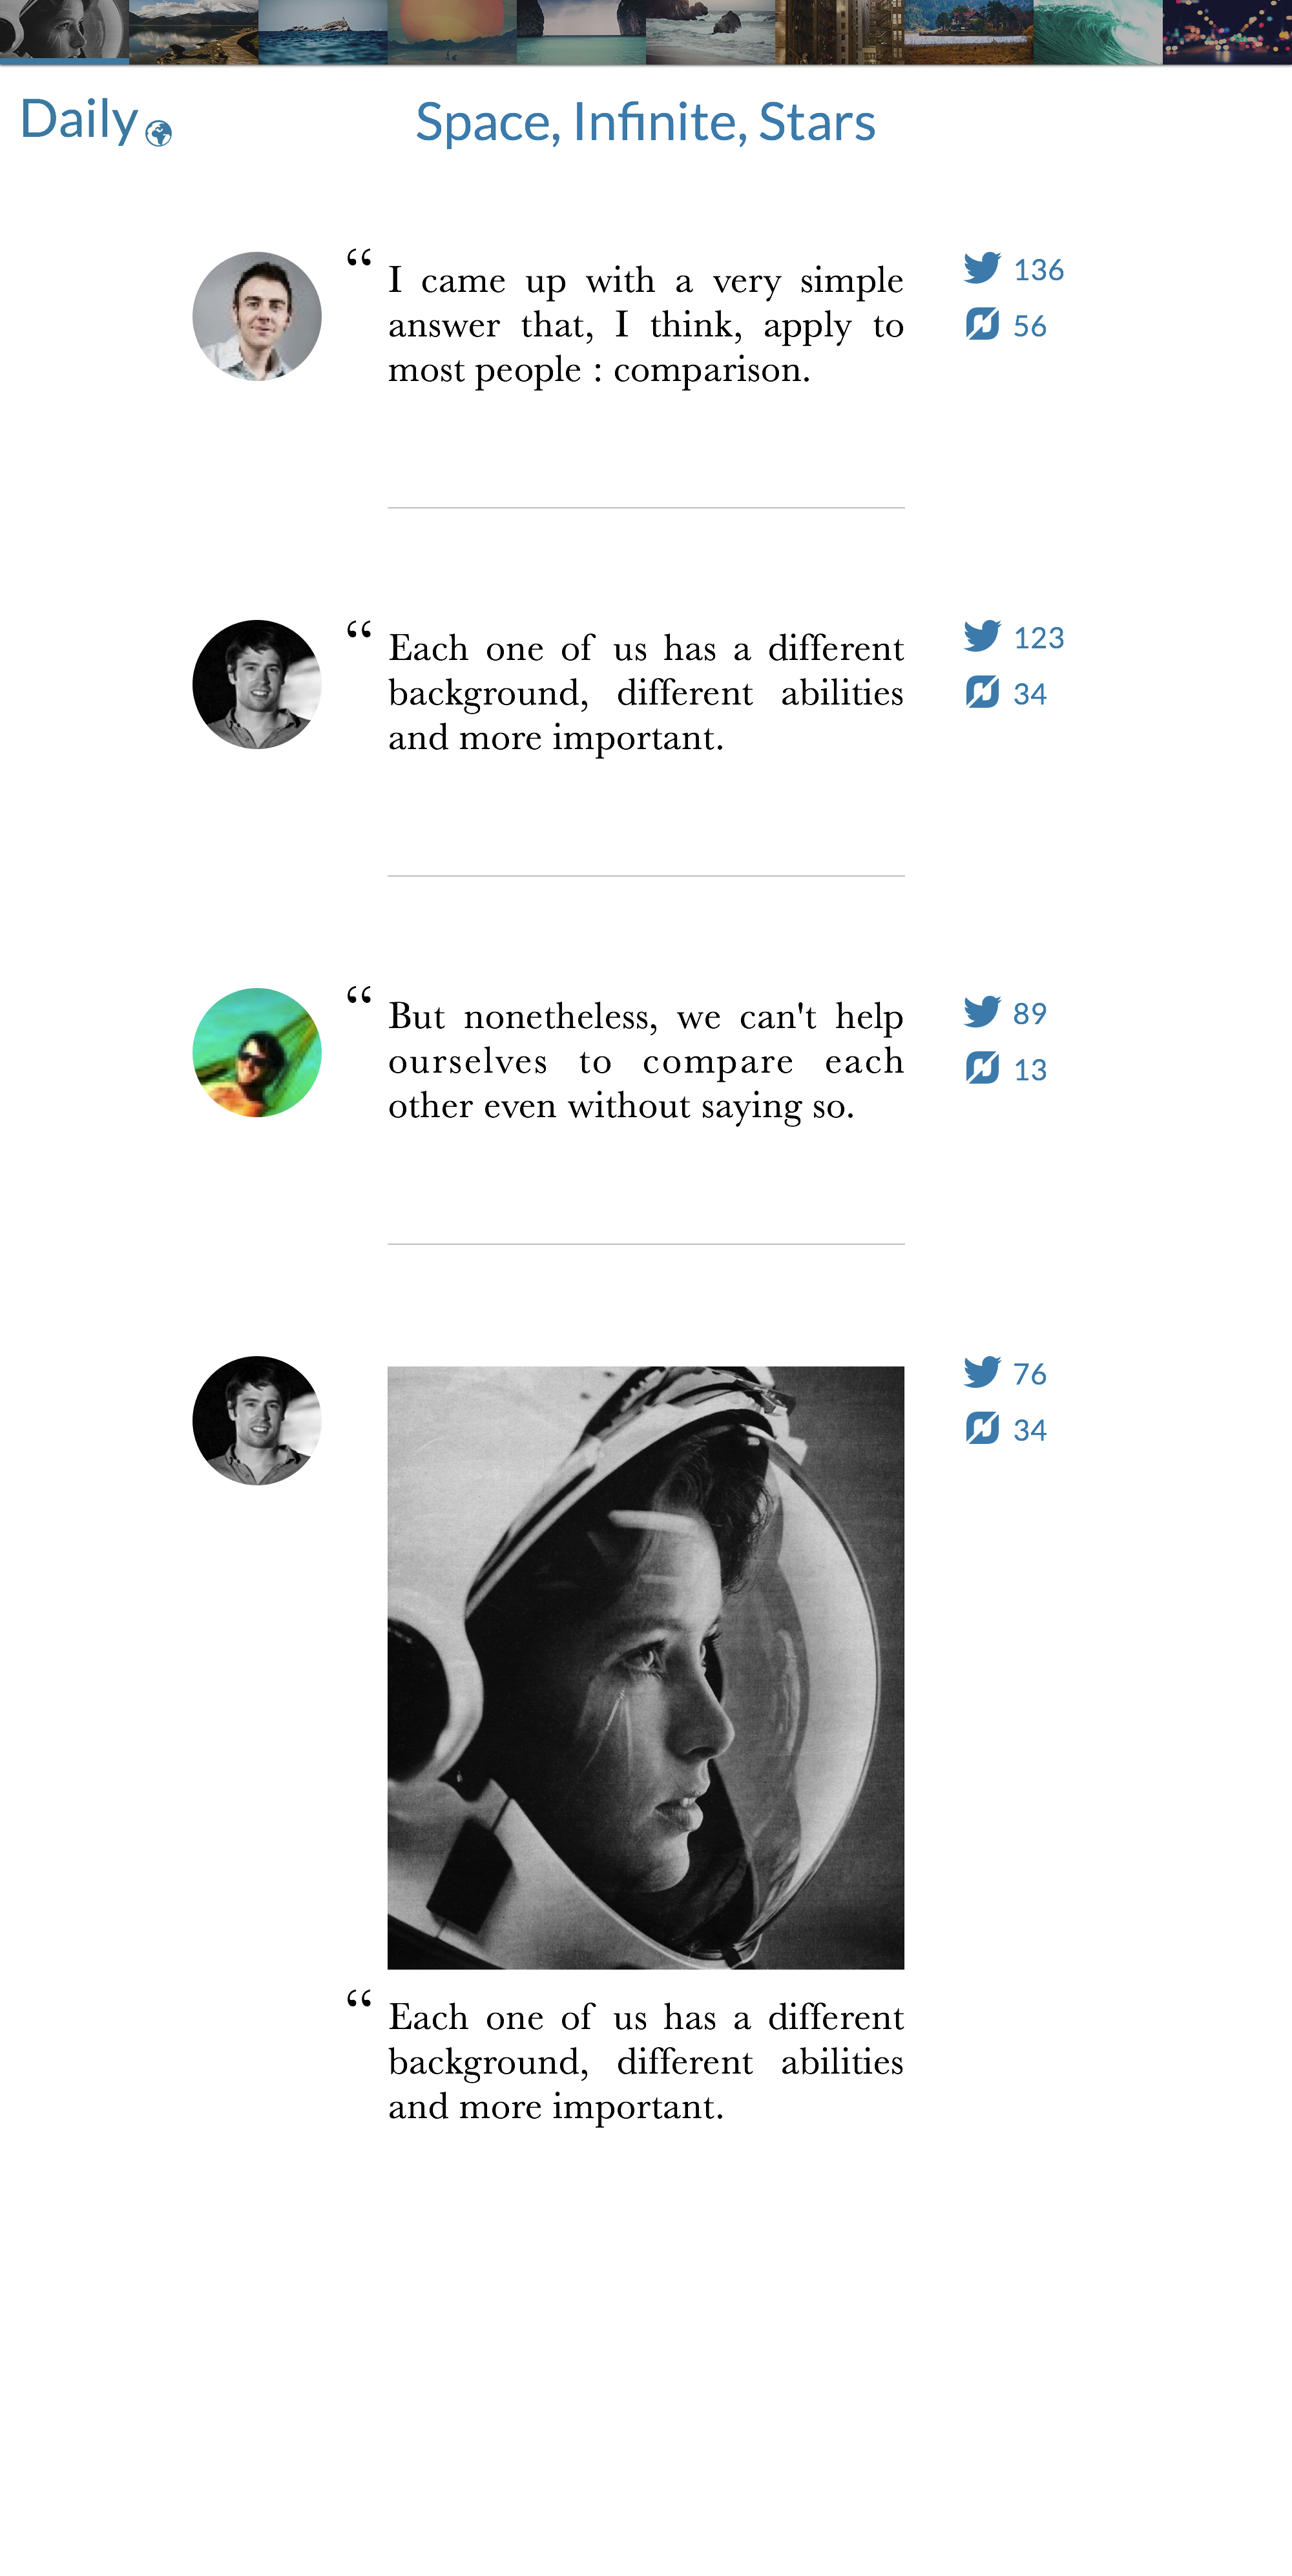 Daily
Space, Infinite, Stars
“ I came up with a very simple
answer that, I think, apply to
most people : comparison.
136
56
“ Each one of us has a different
background, different abilities
and more important.
123
34
“ But nonetheless, we can't help
ourselves to compare each
other even without saying so.
89
13
76
34
“ Each one of us has a different
background, different abilities
and more important.